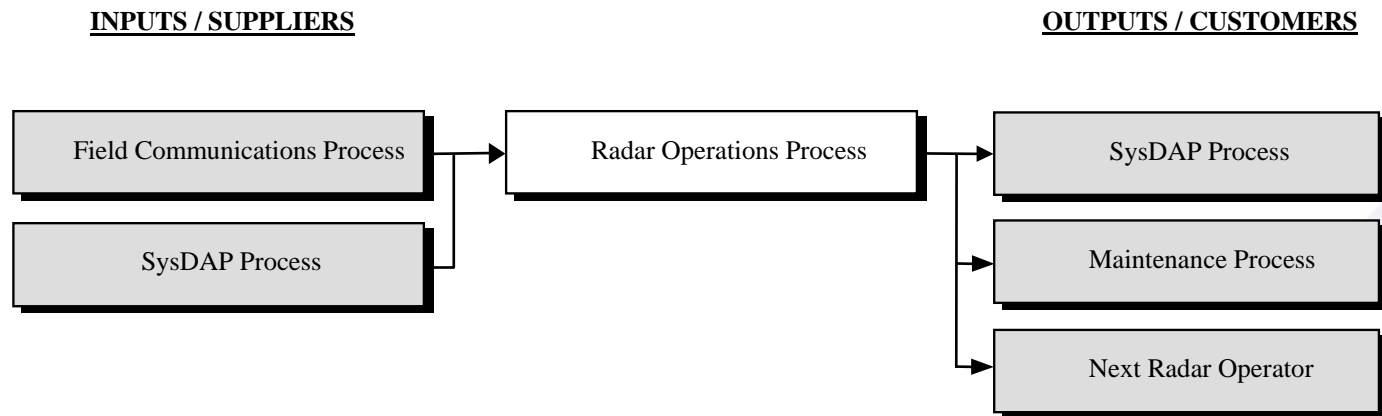 INPUTS / SUPPLIERS
OUTPUTS / CUSTOMERS
Field Communications Process
Radar Operations Process
SysDAP Process
SysDAP Process
Maintenance Process
Next Radar Operator